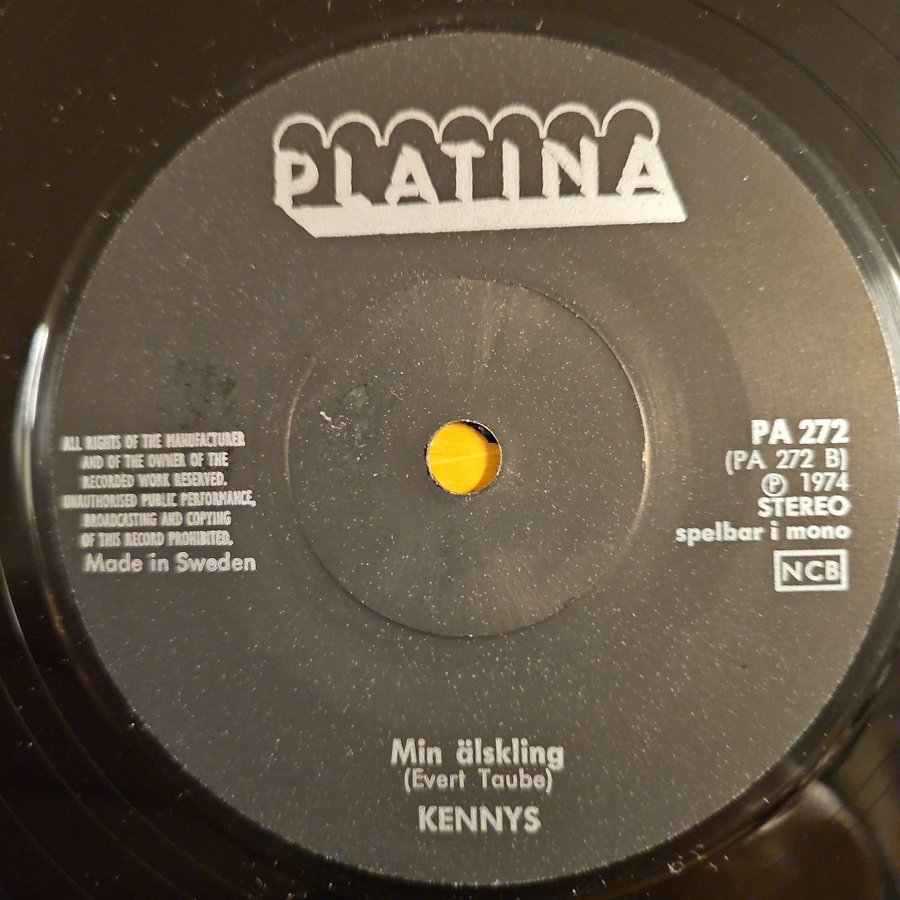 PLATINA
ALL RIGHTS OF THE MANUFACTURER
AND OF THE OWNER OF THE
RECORDED WORK RESERVED.
UNAUTHORISED PUBLIC PERFORMANCE,
BROADCASTING AND COPYING
OF THIS RECORD PROHIBITED.
Made in Sweden
PA 272
(PA 272 B)
℗ 1974
STEREO
spelbar i mono
NCB
Min älskling
(Evert Taube)
KENNYS